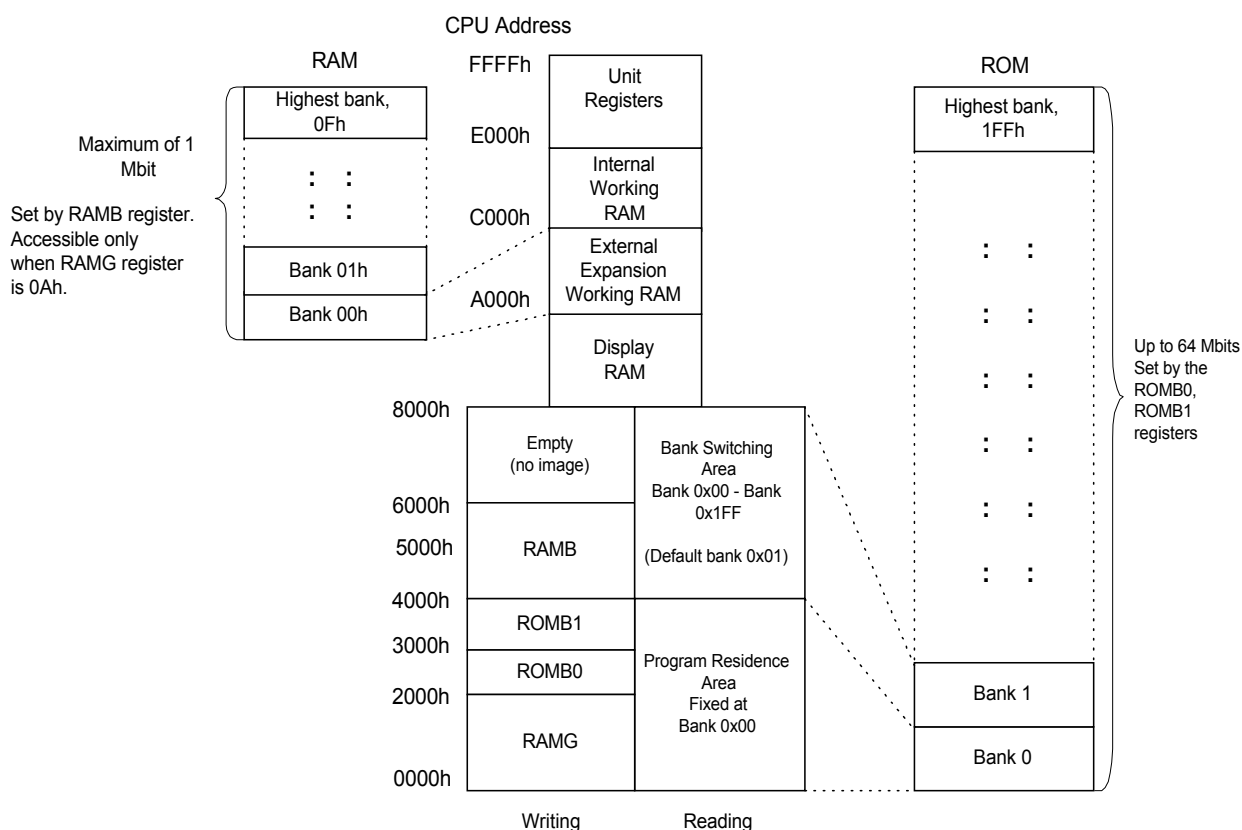 CPU Address
RAM
Highest bank,
0Fh
: :
: :
Bank 01h
Bank 00h
Maximum of 1
Mbit
Set by RAMB register.
Accessible only
when RAMG register
is 0Ah.
FFFFh
E000h
C000h
A000h
8000h
6000h
5000h
4000h
3000h
2000h
0000h
Unit
Registers
Internal
Working
RAM
External
Expansion
Working RAM
Display
RAM
Empty
(no image)
RAMB
ROMB1
ROMB0
RAMG
Writing
Bank Switching
Area
Bank 0x00 - Bank
0x1FF
(Default bank 0x01)
Program Residence
Area
Fixed at
Bank 0x00
Reading
ROM
Highest bank,
1FFh
: :
: :
: :
: :
: :
: :
Bank 1
Bank 0
Up to 64 Mbits
Set by the
ROMB0,
ROMB1
registers